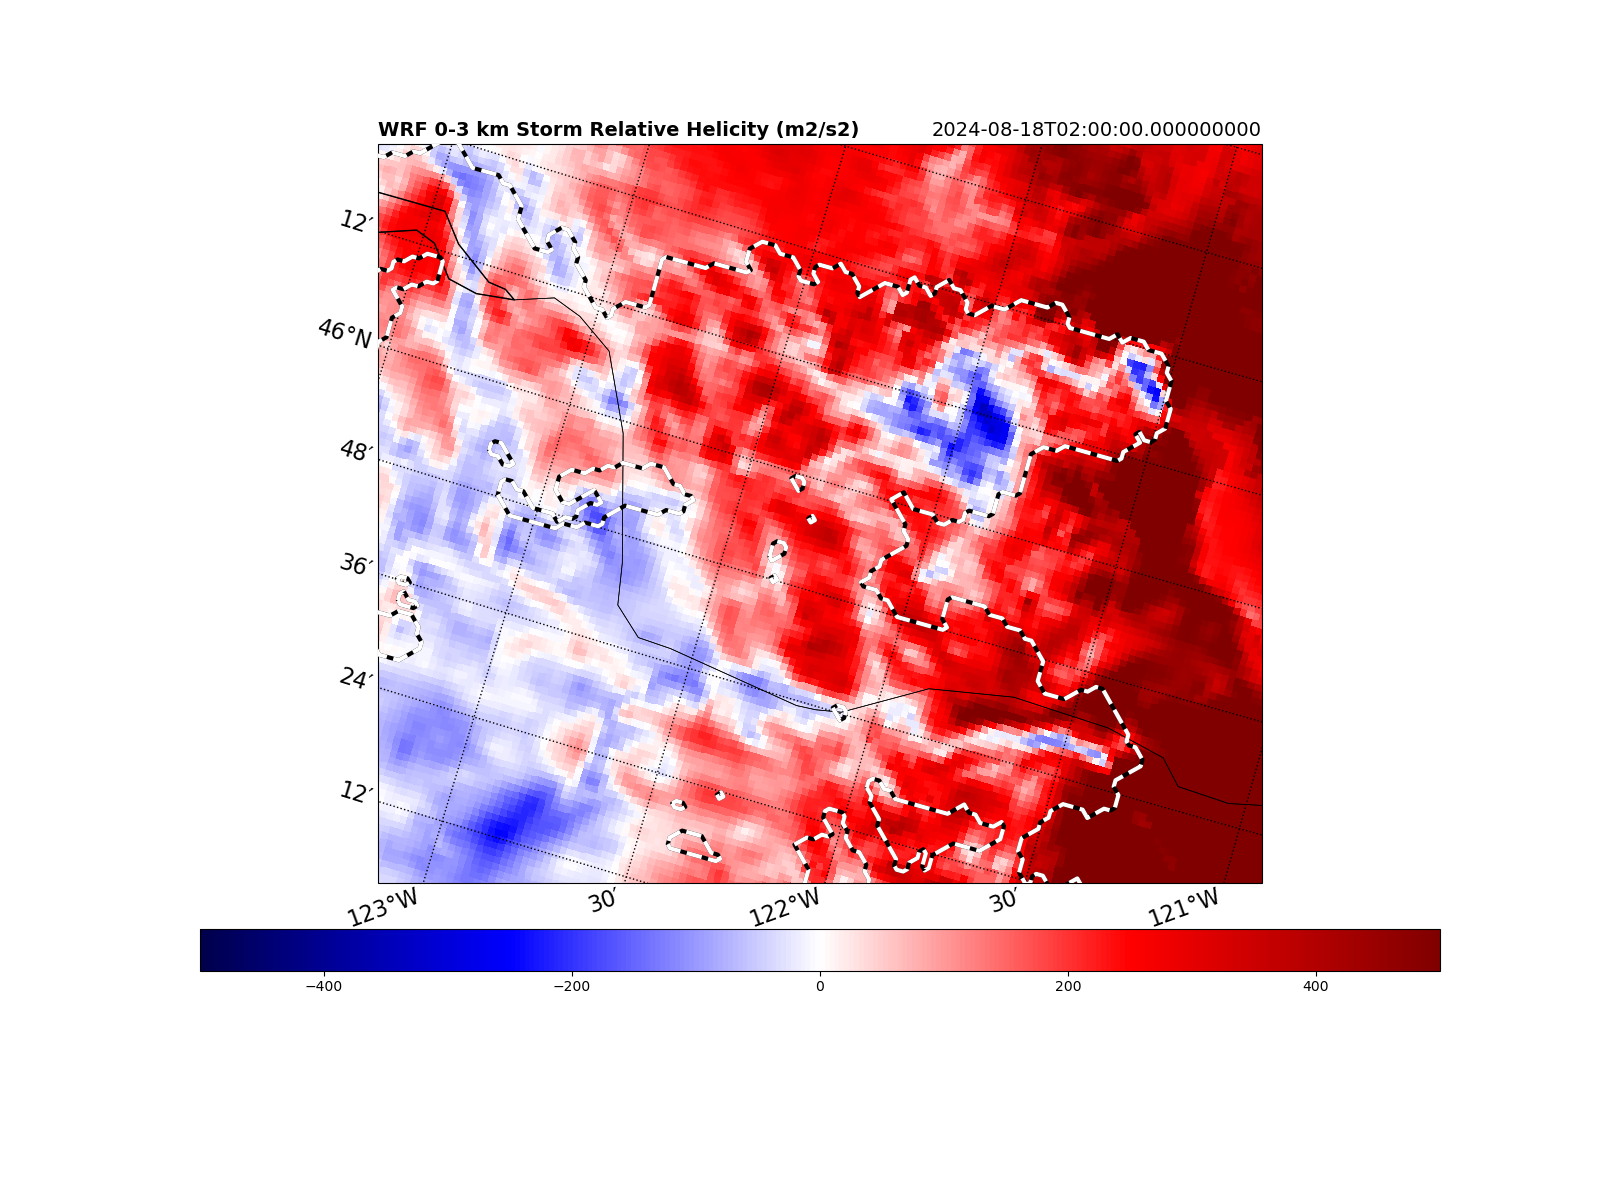 WRF 0-3 km Storm Relative Helicity (m2/s2) 2024-08-18T02:00:00.000000000
12′
46°N
48′
36′
24′
12′
123°W 30′ 122°W 30′ 121°W
−400 −200 0 200 400